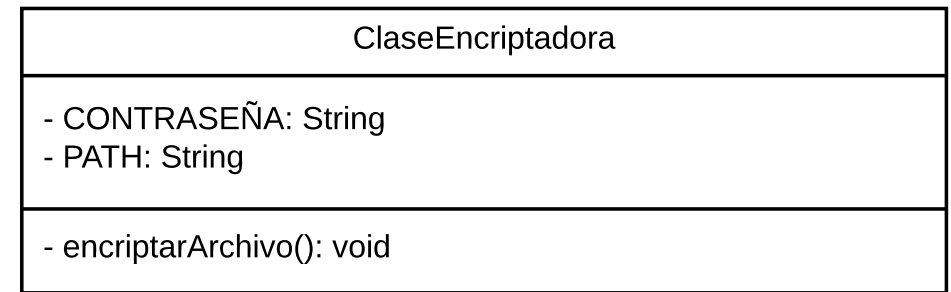 ClaseEncriptadora
- CONTRASEÑA: String
- PATH: String
- encriptarArchivo(): void